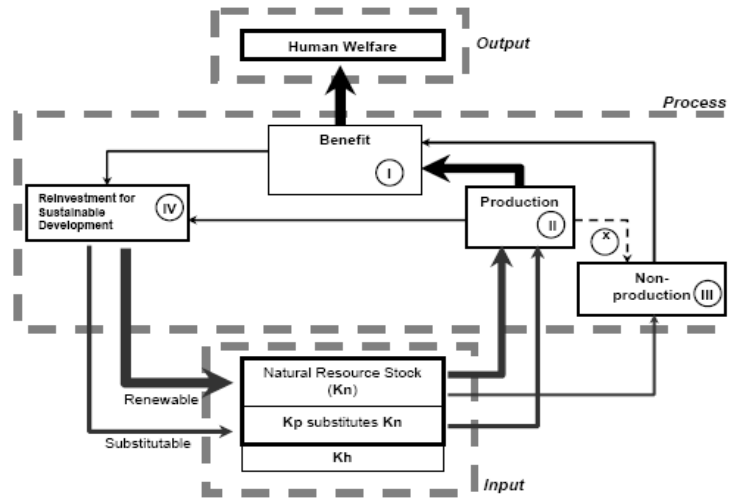 Human Welfare
Output
Process
Benefit
I
Reinvestment for
Sustainable
Development
IV
Production
II
x
Non-
production
III
Natural Resource Stock
(Kn)
Renewable
Kp substitutes Kn
Substitutable
Kh
Input